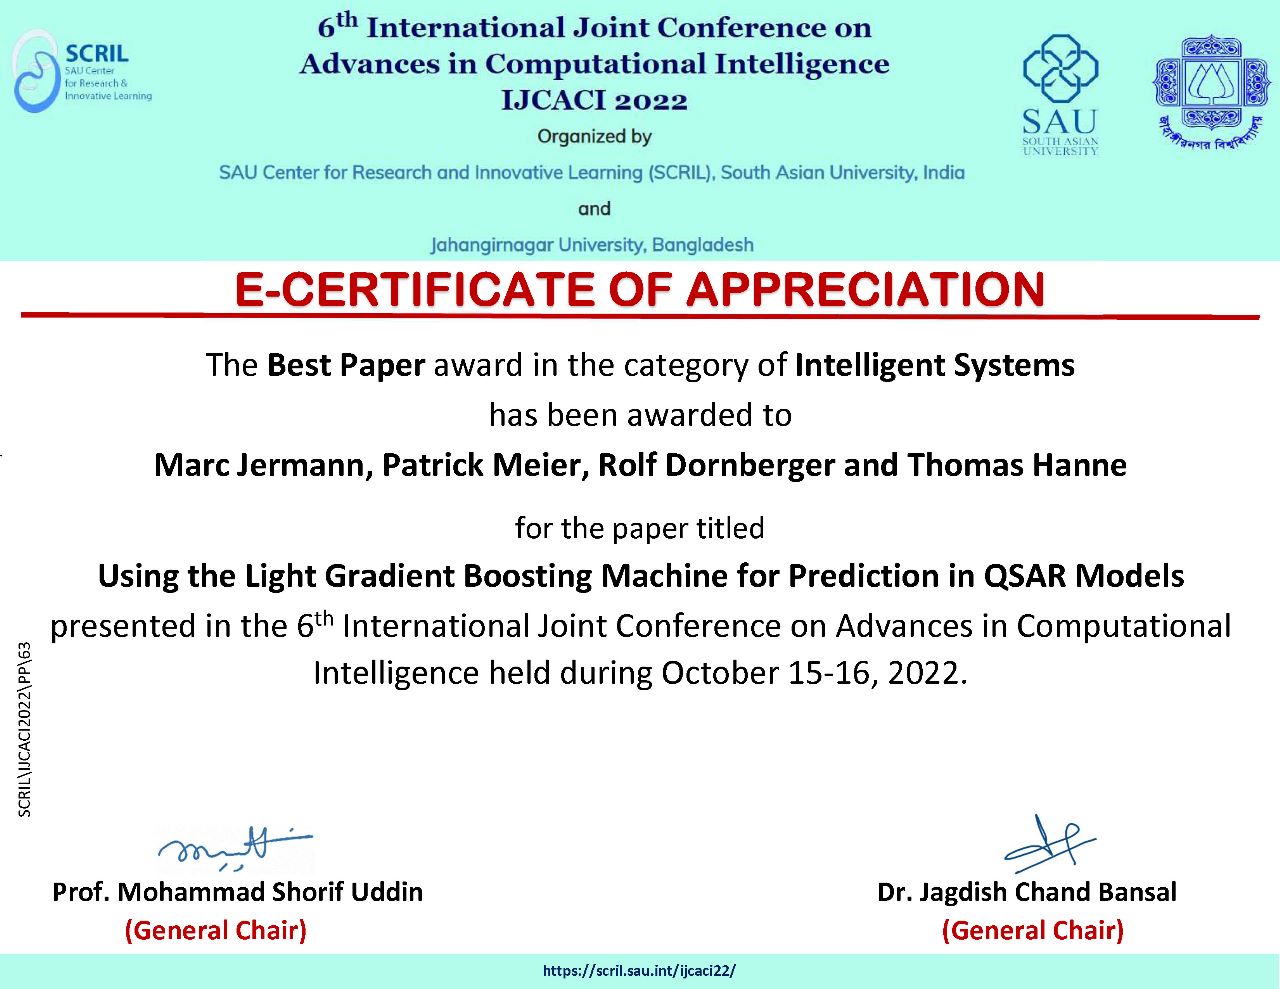 SCRIL
SAU Center
for Research &
Innovative Learning
6th International Joint Conference on
Advances in Computational Intelligence
IJCACI 2022
Organized by
SAU Center for Research and Innovative Learning (SCRIL), South Asian University, India
and
Jahangirnagar University, Bangladesh
SAU
SOUTH ASIAN
UNIVERSITY
জাহাঙ্গীরনগর বিশ্ববিদ্যালয়
E-CERTIFICATE OF APPRECIATION
The Best Paper award in the category of Intelligent Systems
has been awarded to
Marc Jermann, Patrick Meier, Rolf Dornberger and Thomas Hanne
for the paper titled
Using the Light Gradient Boosting Machine for Prediction in QSAR Models
presented in the 6th International Joint Conference on Advances in Computational
Intelligence held during October 15-16, 2022.
SCRIL\IJCACI2022\PP\63
Prof. Mohammad Shorif Uddin
(General Chair)
Dr. Jagdish Chand Bansal
(General Chair)
https://scril.sau.int/ijcaci22/